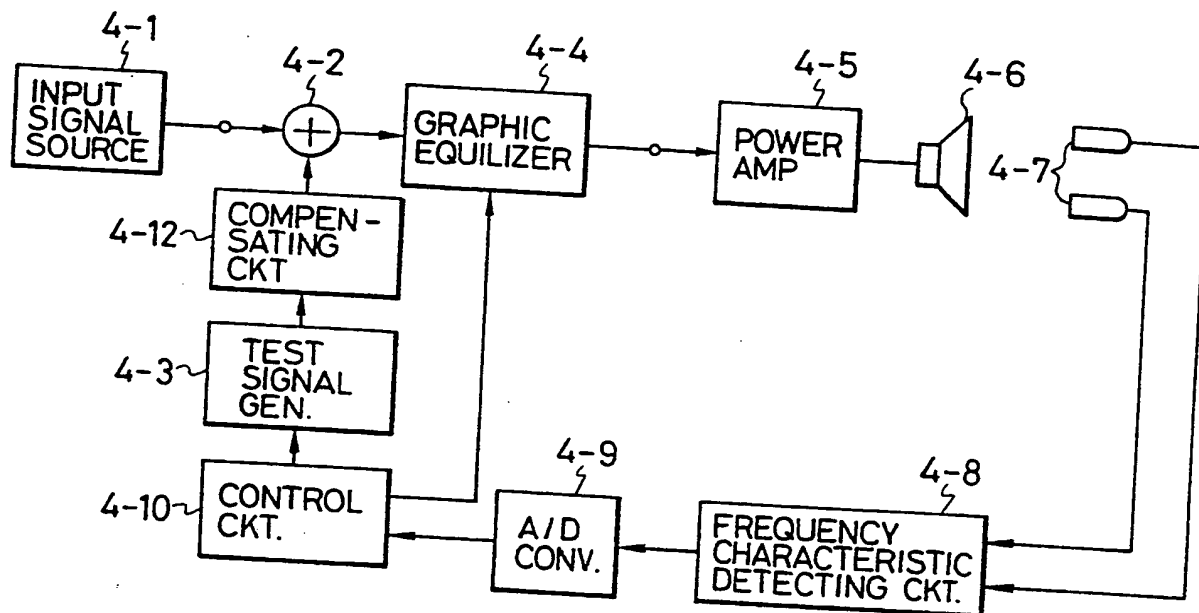 4-1
INPUT
SIGNAL
SOURCE
4-2
+
4-4
GRAPHIC
EQUILIZER
4-5
POWER
AMP
4-6
4-7
4-12
COMPEN-
SATING
CKT
4-3
TEST
SIGNAL
GEN.
4-10
CONTROL
CKT.
4-9
A/D
CONV.
4-8
FREQUENCY
CHARACTERISTIC
DETECTING CKT.